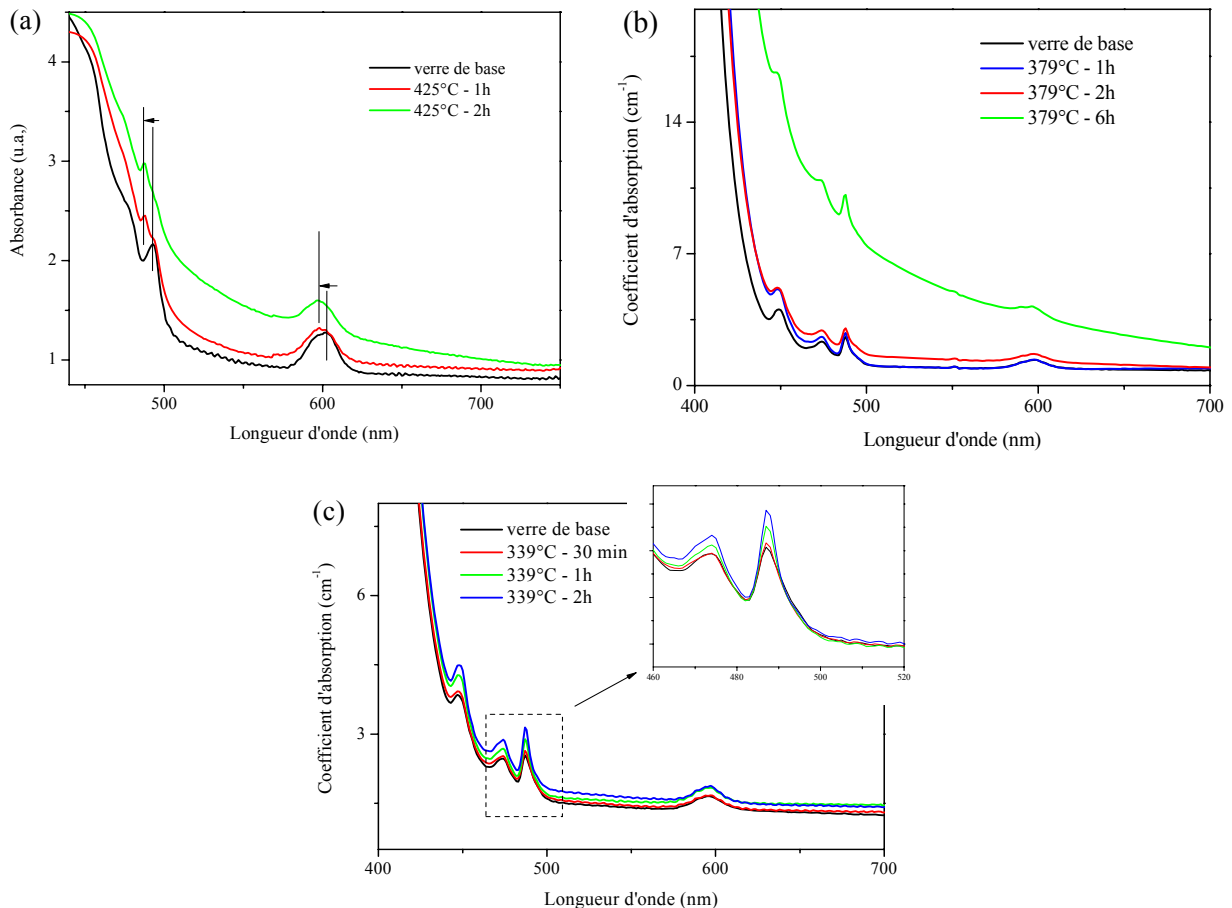 (a)
4
3
2
1
Absorbance (u.a,)
verre de base
425°C - 1h
425°C - 2h
500
600
700
Longueur d'onde (nm)
(b)
14
7
0
Coefficient d'absorption (cm-1)
verre de base
379°C - 1h
379°C - 2h
379°C - 6h
400
500
600
700
Longueur d'onde (nm)
(c)
6
3
Coefficient d'absorption (cm-1)
verre de base
339°C - 30 min
339°C - 1h
339°C - 2h
460
480
500
520
400
500
600
700
Longueur d'onde (nm)